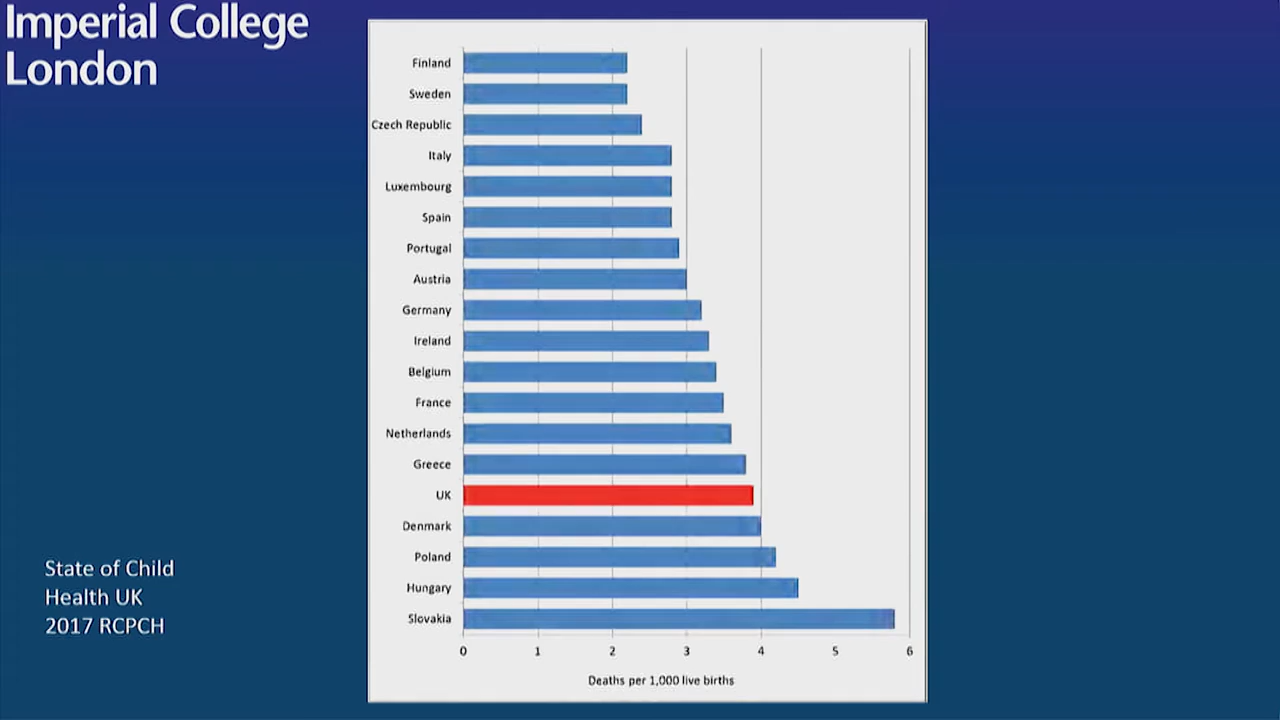 Imperial College
London
Finland
Sweden
Czech Republic
Italy
Luxembourg
Spain
Portugal
Austria
Germany
Ireland
Belgium
France
Netherlands
Greece
UK
Denmark
Poland
Hungary
Slovakia
0 1 2 3 4 5 6
Deaths per 1,000 live births
State of Child
Health UK
2017 RCPCH